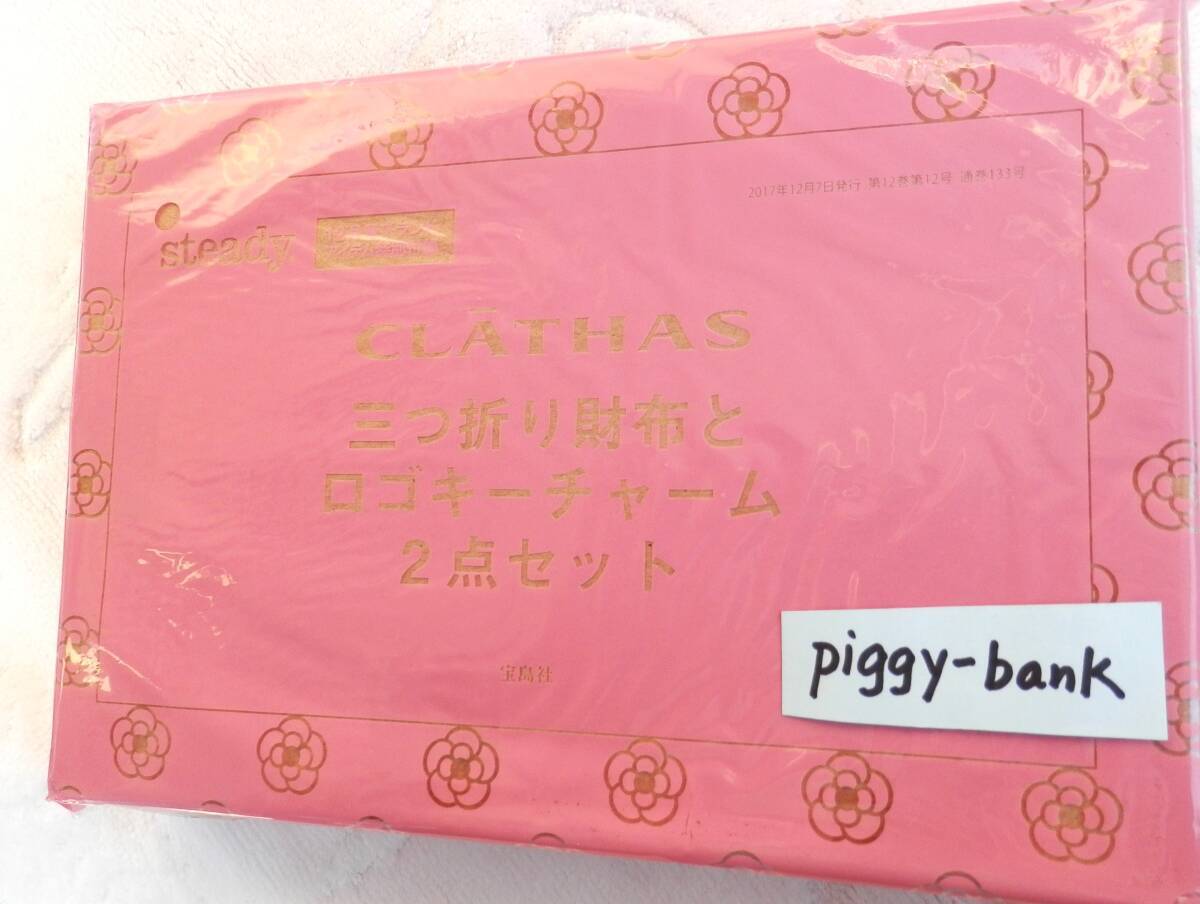 2017年12月7日発行 第12巻第12号 通巻133号
steady.
CLĀTHAS
三つ折り財布と
ロゴキーチャーム
2点セット
宝島社
piggy-bank